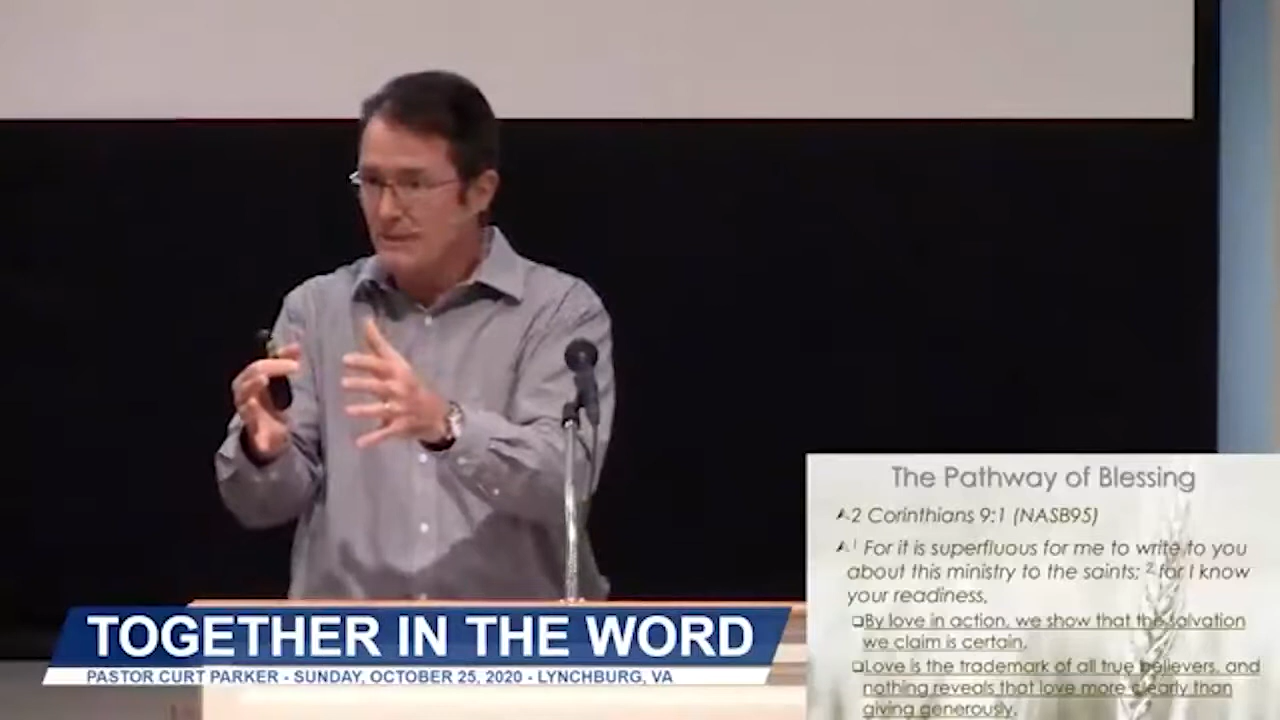 The Pathway of Blessing
2 Corinthians 9:1 (NASB95)
1 For it is superfluous for me to write to you
about this ministry to the saints; 2 for I know
your readiness,
By love in action, we show that the salvation
we claim is certain.
Love is the trademark of all true believers, and
nothing reveals that love more clearly than
giving generously.
TOGETHER IN THE WORD
PASTOR CURT PARKER - SUNDAY, OCTOBER 25, 2020 - LYNCHBURG, VA